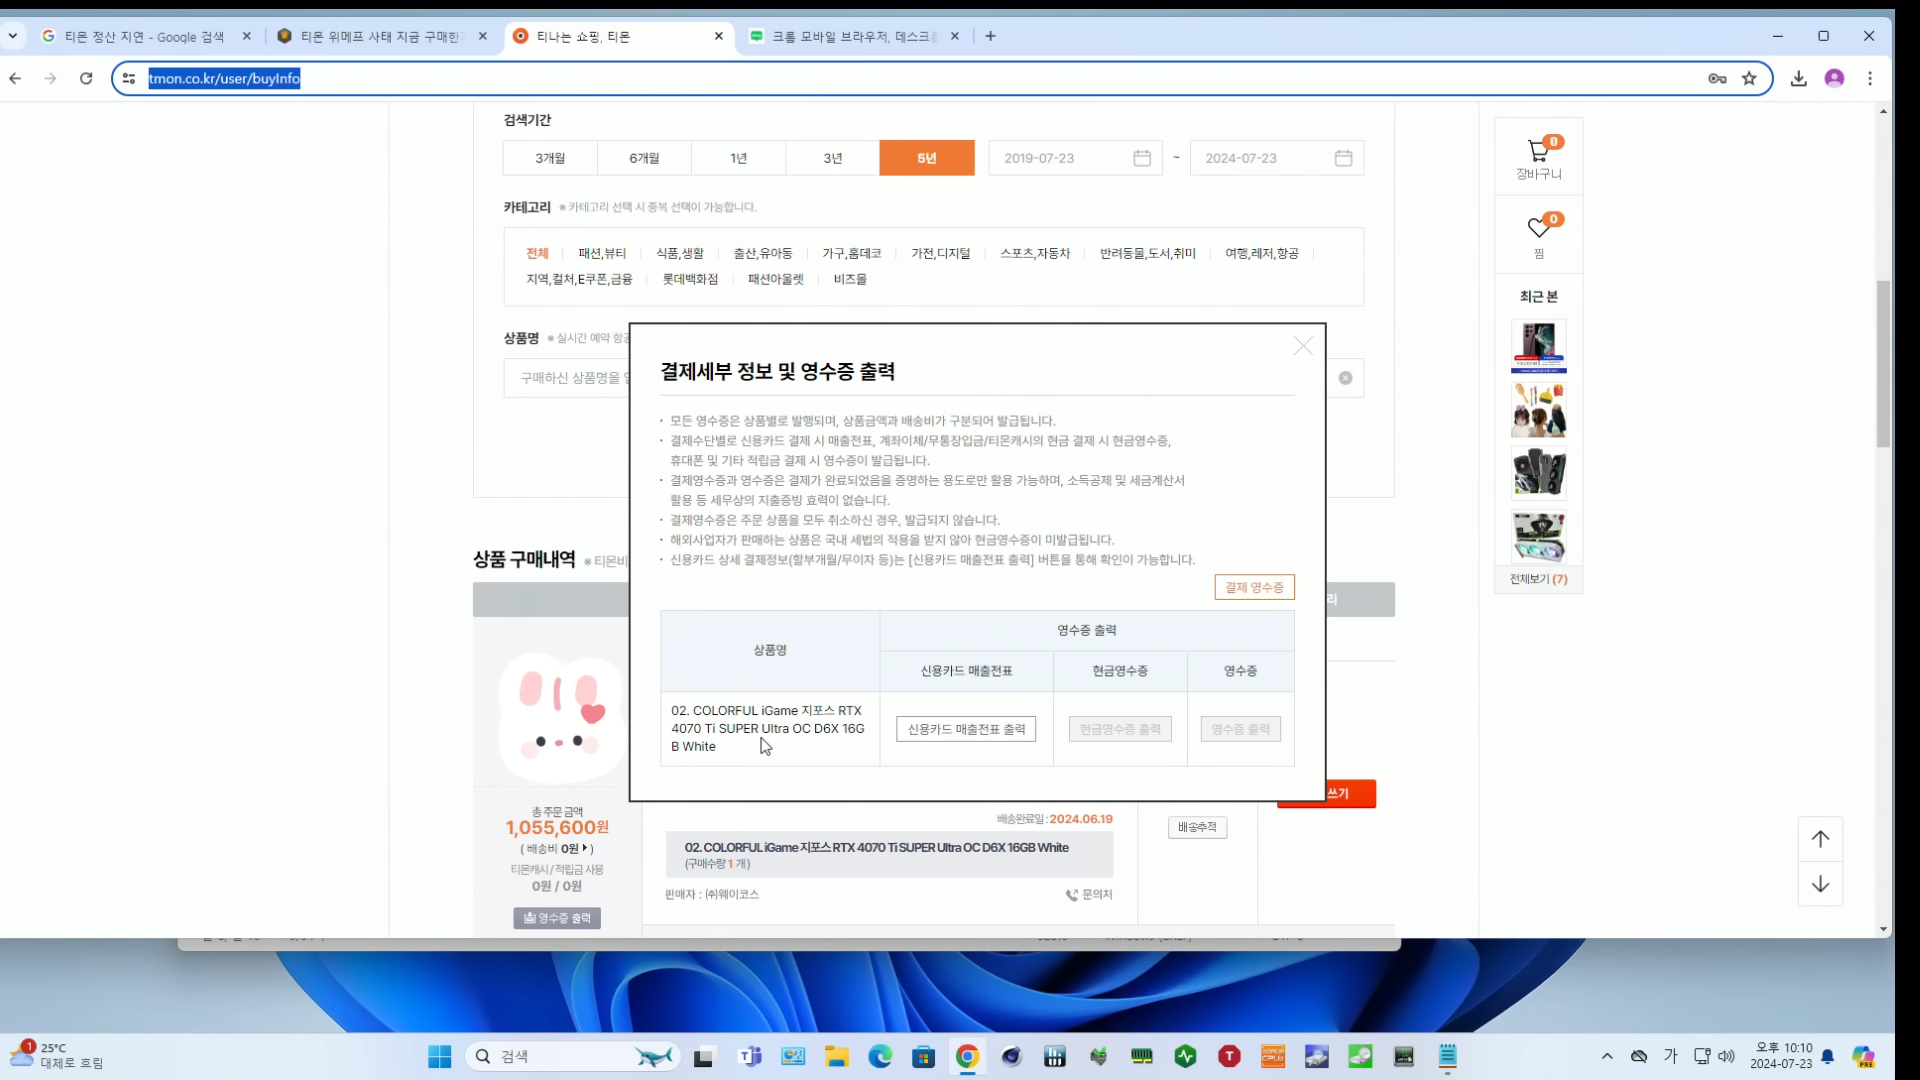 티몬 정산 지연 - Google 검색
티몬 위메프 사태 지금 구매한
티나는 쇼핑, 티몬
크롬 모바일 브라우저, 데스크
tmon.co.kr/user/buyInfo
검색기간
3개월
6개월
1년
3년
5년
2019-07-23
~
2024-07-23
카테고리
※ 카테고리 선택 시 중복 선택이 가능합니다.
전체
패션,뷰티
식품,생활
출산,유아동
가구,홈데코
가전,디지털
스포츠,자동차
반려동물,도서,취미
여행,레저,항공
지역,컬처,E쿠폰,금융
롯데백화점
패션아울렛
비즈몰
상품명
※ 실시간 예약 항공
구매하신 상품명을
결제세부 정보 및 영수증 출력
· 모든 영수증은 상품별로 발행되며, 상품금액과 배송비가 구분되어 발급됩니다.
· 결제수단별로 신용카드 결제 시 매출전표, 계좌이체/무통장입금/티몬캐시의 현금 결제 시 현금영수증,
휴대폰 및 기타 적립금 결제 시 영수증이 발급됩니다.
· 결제영수증과 영수증은 결제가 완료되었음을 증명하는 용도로만 활용 가능하며, 소득공제 및 세금계산서
활용 등 세무상의 지출증빙 효력이 없습니다.
· 결제영수증은 주문 상품을 모두 취소하신 경우, 발급되지 않습니다.
· 해외사업자가 판매하는 상품은 국내 세법의 적용을 받지 않아 현금영수증이 미발급됩니다.
· 신용카드 상세 결제정보(할부개월/무이자 등)는 [신용카드 매출전표 출력] 버튼을 통해 확인이 가능합니다.
결제 영수증
상품명
영수증 출력
신용카드 매출전표
현금영수증
영수증
02. COLORFUL iGame 지포스 RTX
4070 Ti SUPER Ultra OC D6X 16G
B White
신용카드 매출전표 출력
현금영수증 출력
영수증 출력
상품 구매내역
※ 티몬비
리
총 주문 금액
1,055,600원
( 배송비 0원 )
티몬캐시/적립금 사용
0원 / 0원
영수증 출력
쓰기
배송완료일 : 2024.06.19
02. COLORFUL iGame 지포스 RTX 4070 Ti SUPER Ultra OC D6X 16GB White
(구매수량 1 개)
판매자 : ㈜웨이코스
문의처
배송추적
0
장바구니
0
찜
최근 본
전체보기 (7)
1
25°C
대체로 흐림
검색
가
오후 10:10
2024-07-23